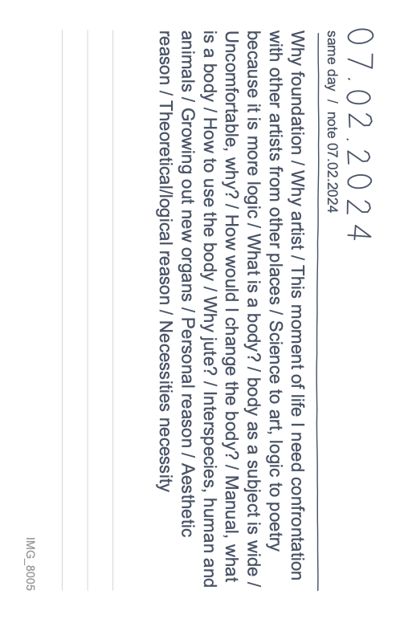 07.02.2024
same day / note 07.02.2024
Why foundation / Why artist / This moment of life I need confrontation
with other artists from other places / Science to art, logic to poetry
because it is more logic / What is a body? / body as a subject is wide /
Uncomfortable, why? / How would I change the body? / Manual, what
is a body / How to use the body / Why jute? / Interspecies, human and
animals / Growing out new organs / Personal reason / Aesthetic
reason / Theoretical/logical reason / Necessities necessity
IMG_8005